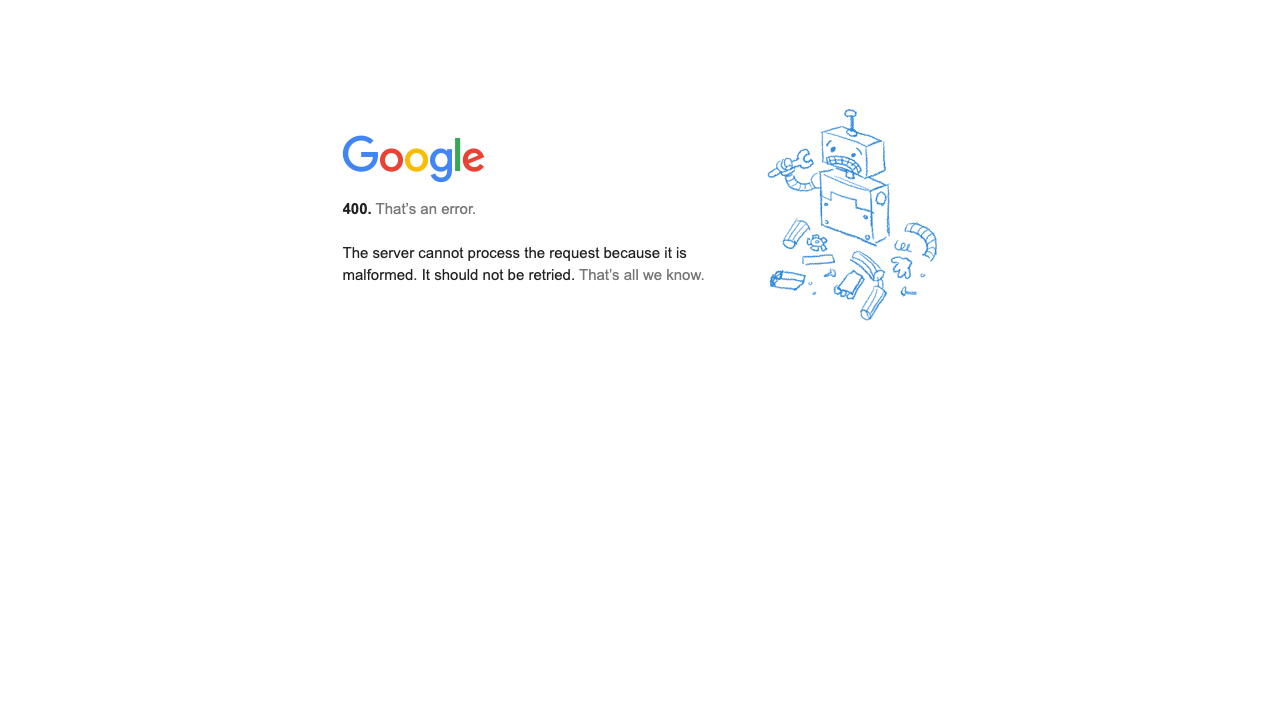 Google
400. That’s an error.
The server cannot process the request because it is
malformed. It should not be retried. That’s all we know.